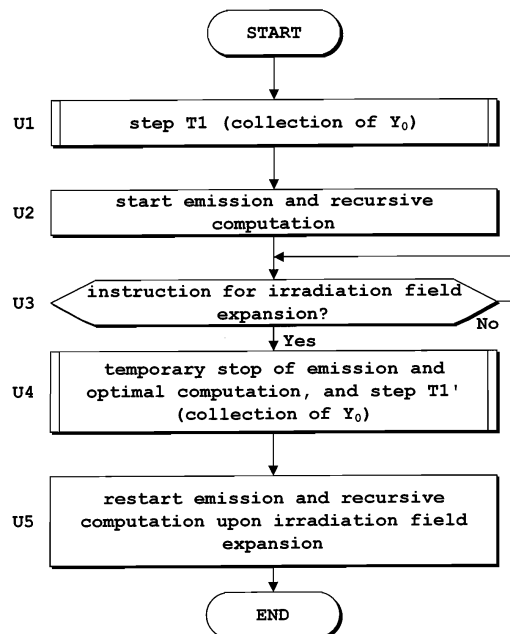 START
U1
step T1 (collection of Y₀)
U2
start emission and recursive
computation
U3
instruction for irradiation field
expansion?
No
Yes
U4
temporary stop of emission and
optimal computation, and step T1'
(collection of Y₀)
U5
restart emission and recursive
computation upon irradiation field
expansion
END